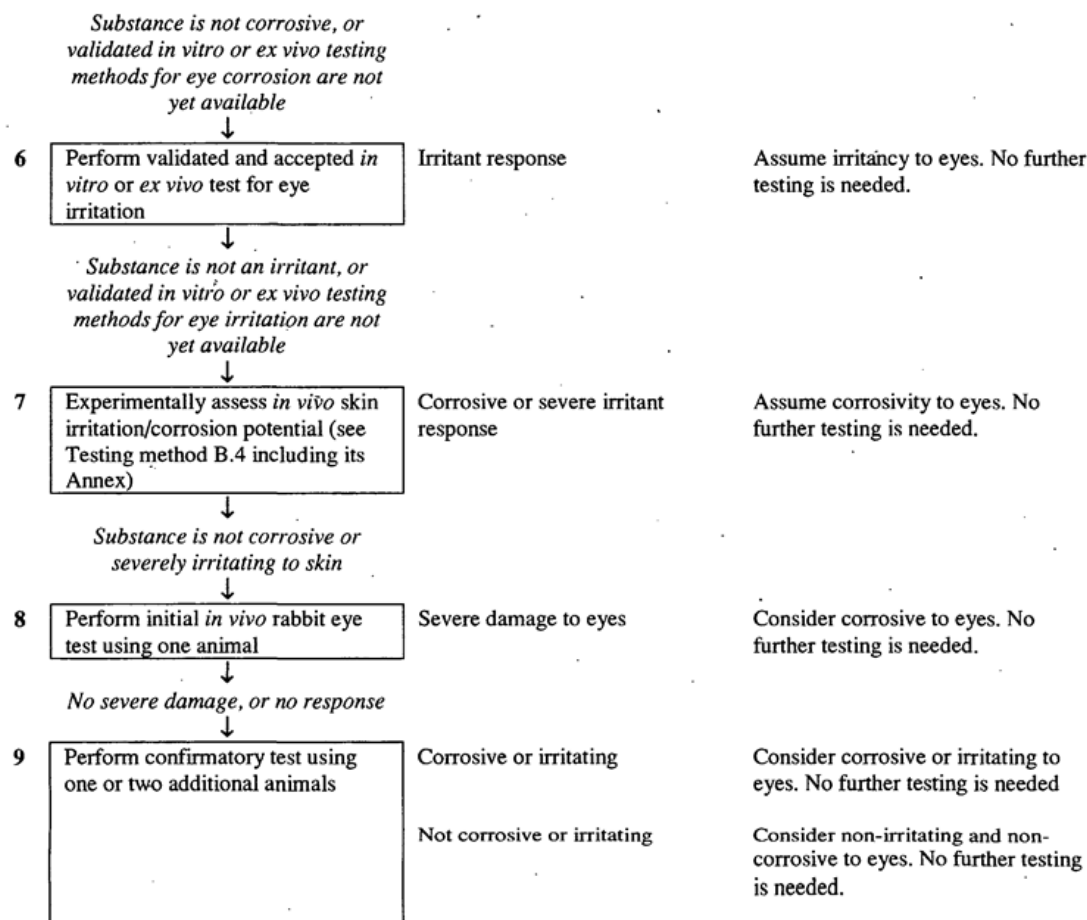 Substance is not corrosive, or
validated in vitro or ex vivo testing
methods for eye corrosion are not
yet available
↓
6 Perform validated and accepted in Irritant response Assume irritancy to eyes. No further
vitro or ex vivo test for eye testing is needed.
irritation
↓
Substance is not an irritant, or
validated in vitro or ex vivo testing
methods for eye irritation are not
yet available
↓
7 Experimentally assess in vivo skin Corrosive or severe irritant Assume corrosivity to eyes. No
irritation/corrosion potential (see response further testing is needed.
Testing method B.4 including its
Annex)
↓
Substance is not corrosive or
severely irritating to skin
↓
8 Perform initial in vivo rabbit eye Severe damage to eyes Consider corrosive to eyes. No
test using one animal further testing is needed.
↓
No severe damage, or no response
↓
9 Perform confirmatory test using Corrosive or irritating Consider corrosive or irritating to
one or two additional animals eyes. No further testing is needed
Not corrosive or irritating Consider non-irritating and non-
corrosive to eyes. No further testing
is needed.